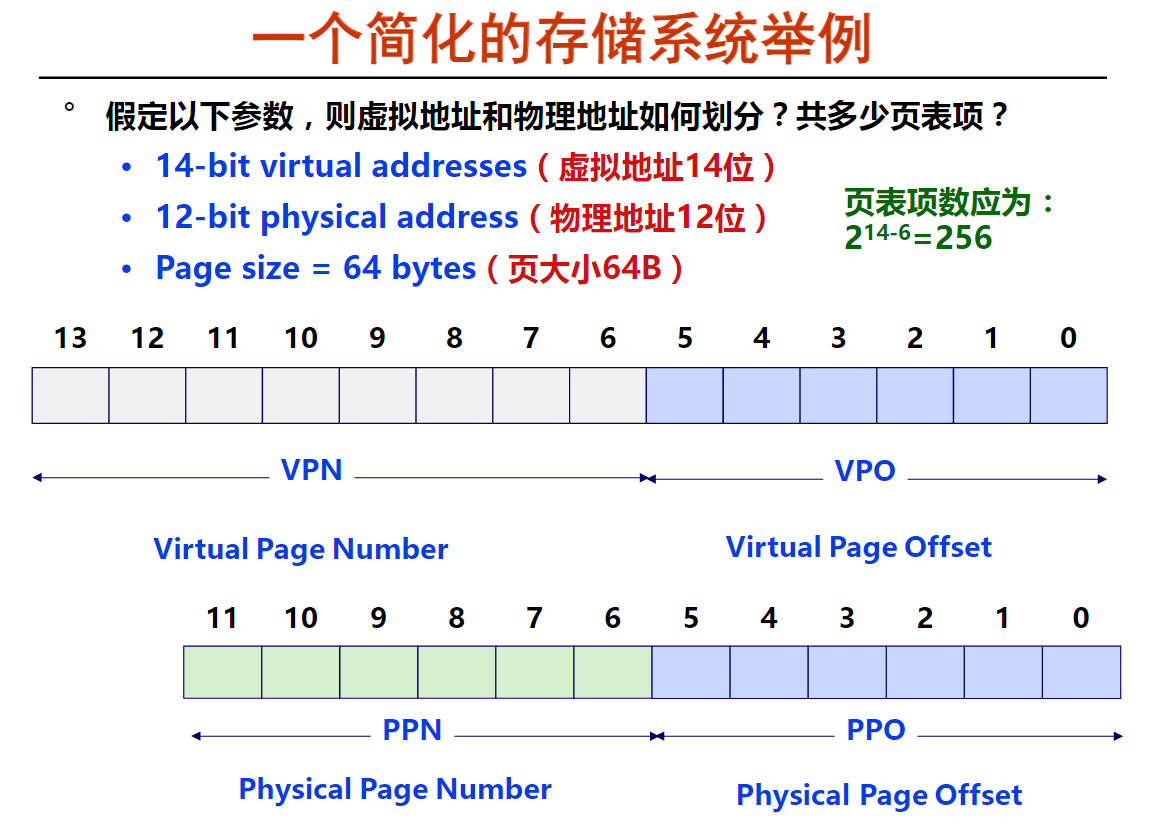 一个简化的存储系统举例
° 假定以下参数，则虚拟地址和物理地址如何划分？共多少页表项？
• 14-bit virtual addresses（虚拟地址14位）
• 12-bit physical address（物理地址12位）
• Page size = 64 bytes（页大小64B）
页表项数应为：
2¹⁴⁻⁶=256
13 12 11 10 9 8 7 6 5 4 3 2 1 0
VPN VPO
Virtual Page Number Virtual Page Offset
11 10 9 8 7 6 5 4 3 2 1 0
PPN PPO
Physical Page Number Physical Page Offset